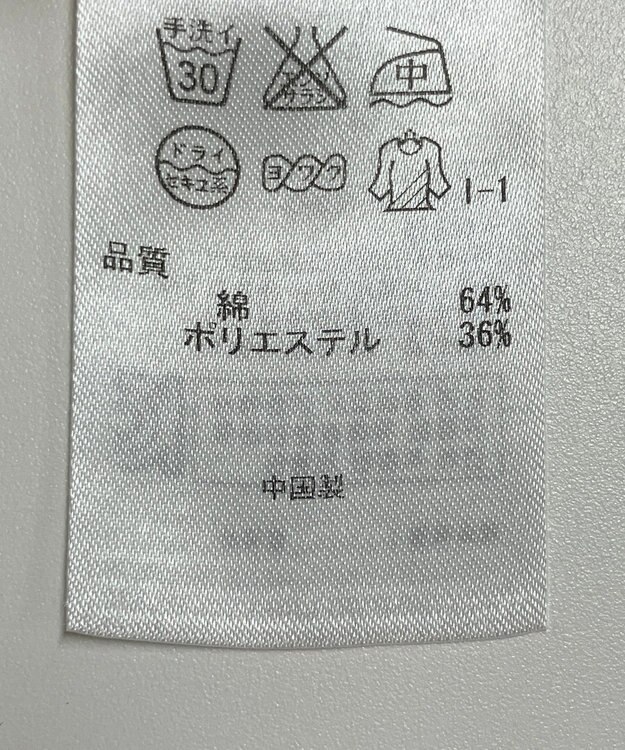 手洗イ
30
エンソ
サラシ
中
ドライ
セキユ系
ヨワク
1-1
品質
綿 64%
ポリエステル 36%
中国製